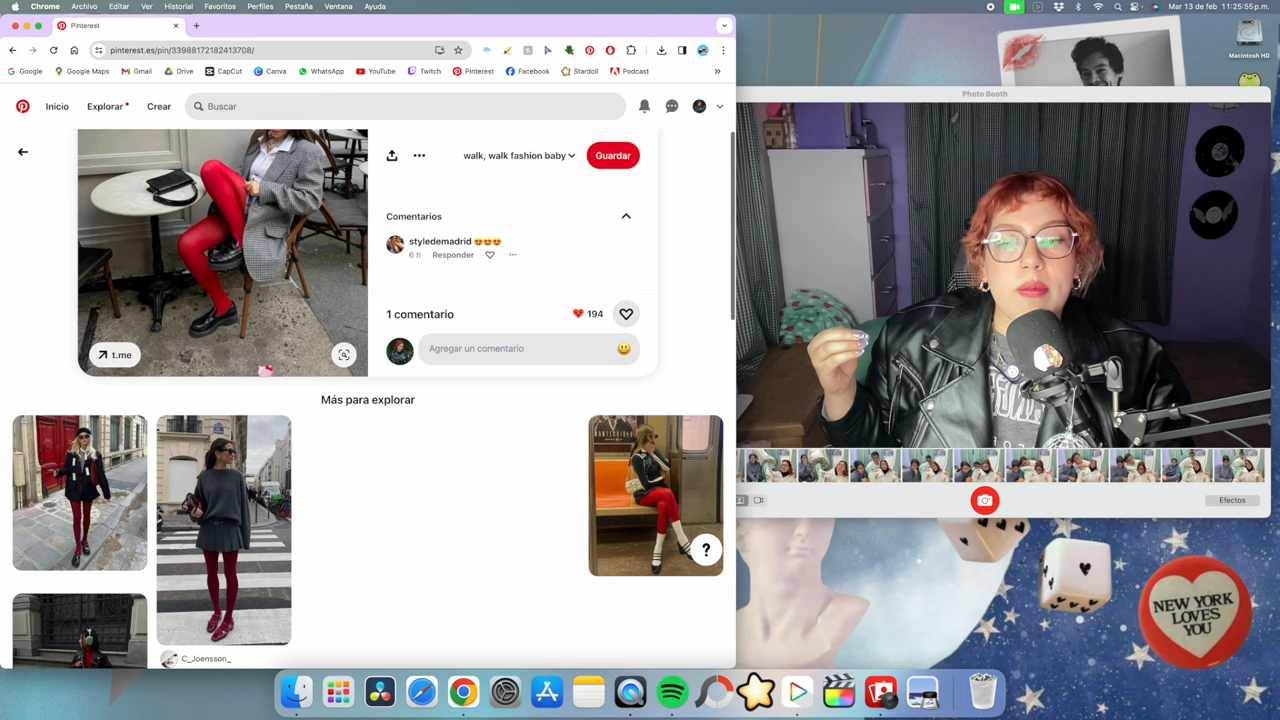 Chrome Archivo Editar Ver Historial Favoritos Perfiles Pestaña Ventana Ayuda
Mar 13 de feb 11:25:55 p.m.
Pinterest
pinterest.es/pin/33988172182413708/
Google Google Maps Gmail Drive CapCut Canva WhatsApp YouTube Twitch Pinterest Facebook Stardoll Podcast
Inicio Explorar Crear Buscar
walk, walk fashion baby Guardar
Comentarios
styledemadrid 😍😍😍
6 h Responder
1 comentario
194
Agregar un comentario
t.me
Más para explorar
?
C_Joensson_
Photo Booth
Efectos
Macintosh HD
NEW YORK
LOVES
YOU